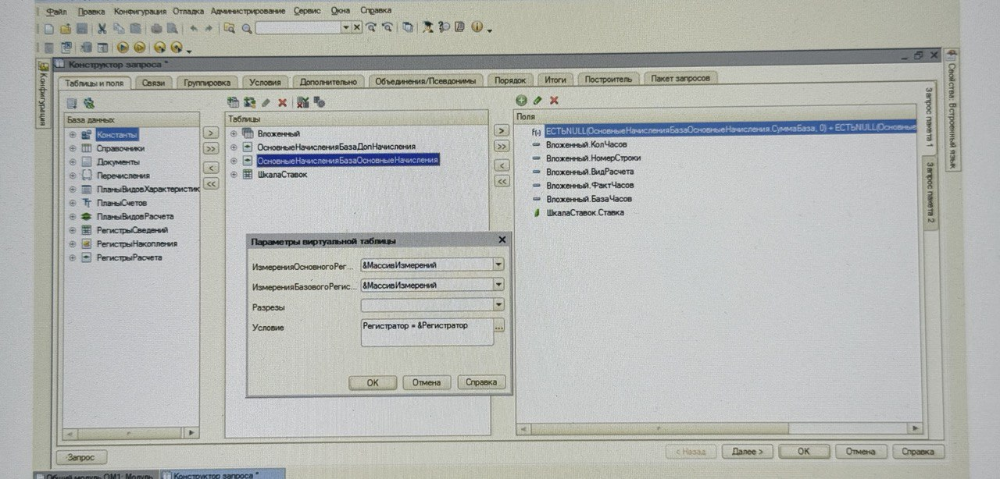 Файл Правка Конфигурация Отладка Администрирование Сервис Окна Справка
Конструктор запроса *
Таблицы и поля Связи Группировка Условия Дополнительно Объединения/Псевдонимы Порядок Итоги Построитель Пакет запросов
Конфигурация
База данных
Константы
Справочники
Документы
Перечисления
ПланыВидовХарактеристик
ПланыСчетов
ПланыВидовРасчета
РегистрыСведений
РегистрыНакопления
РегистрыРасчета
> >> < <<
Таблицы
Вложенный
ОсновныеНачисленияБазаДопНачисления
ОсновныеНачисленияБазаОсновныеНачисления
ШкалаСтавок
> >> < <<
Поля
ЕСТЬNULL(ОсновныеНачисленияБазаОсновныеНачисления.СуммаБаза, 0) + ЕСТЬNULL(Основные
Вложенный.КолЧасов
Вложенный.НомерСтроки
Вложенный.ВидРасчета
Вложенный.ФактЧасов
Вложенный.БазаЧасов
ШкалаСтавок.Ставка
Запрос пакета 1
Запрос пакета 2
Свойства: Встроенный язык
Параметры виртуальной таблицы
ИзмеренияОсновногоРег... &МассивИзмерений
ИзмеренияБазовогоРегис... &МассивИзмерений
Разрезы
Условие Регистратор = &Регистратор ...
ОК Отмена Справка
Запрос < Назад Далее > ОК Отмена Справка
Общий модуль ОМ1: Модуль Конструктор запроса *